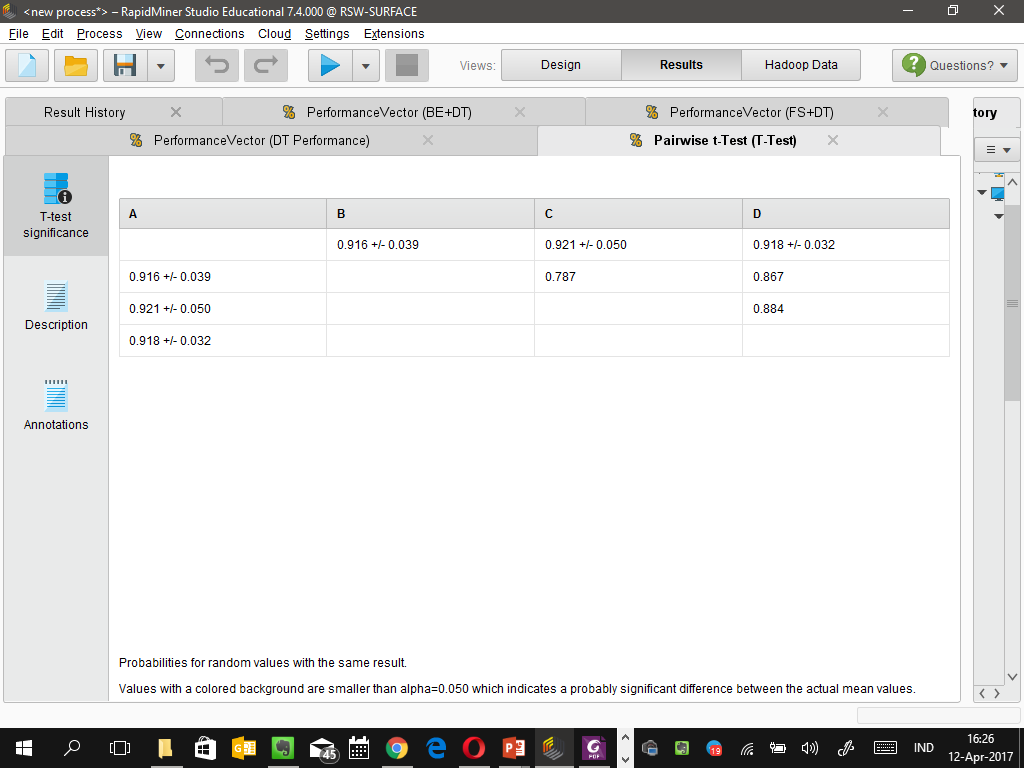 <new process*> – RapidMiner Studio Educational 7.4.000 @ RSW-SURFACE
File Edit Process View Connections Cloud Settings Extensions
Views: Design Results Hadoop Data Questions?
Result History PerformanceVector (BE+DT) PerformanceVector (FS+DT) tory
PerformanceVector (DT Performance) Pairwise t-Test (T-Test)
T-test
significance
Description
Annotations
A B C D
0.916 +/- 0.039 0.921 +/- 0.050 0.918 +/- 0.032
0.916 +/- 0.039 0.787 0.867
0.921 +/- 0.050 0.884
0.918 +/- 0.032
Probabilities for random values with the same result.
Values with a colored background are smaller than alpha=0.050 which indicates a probably significant difference between the actual mean values.
45 19 IND 16:26
12-Apr-2017